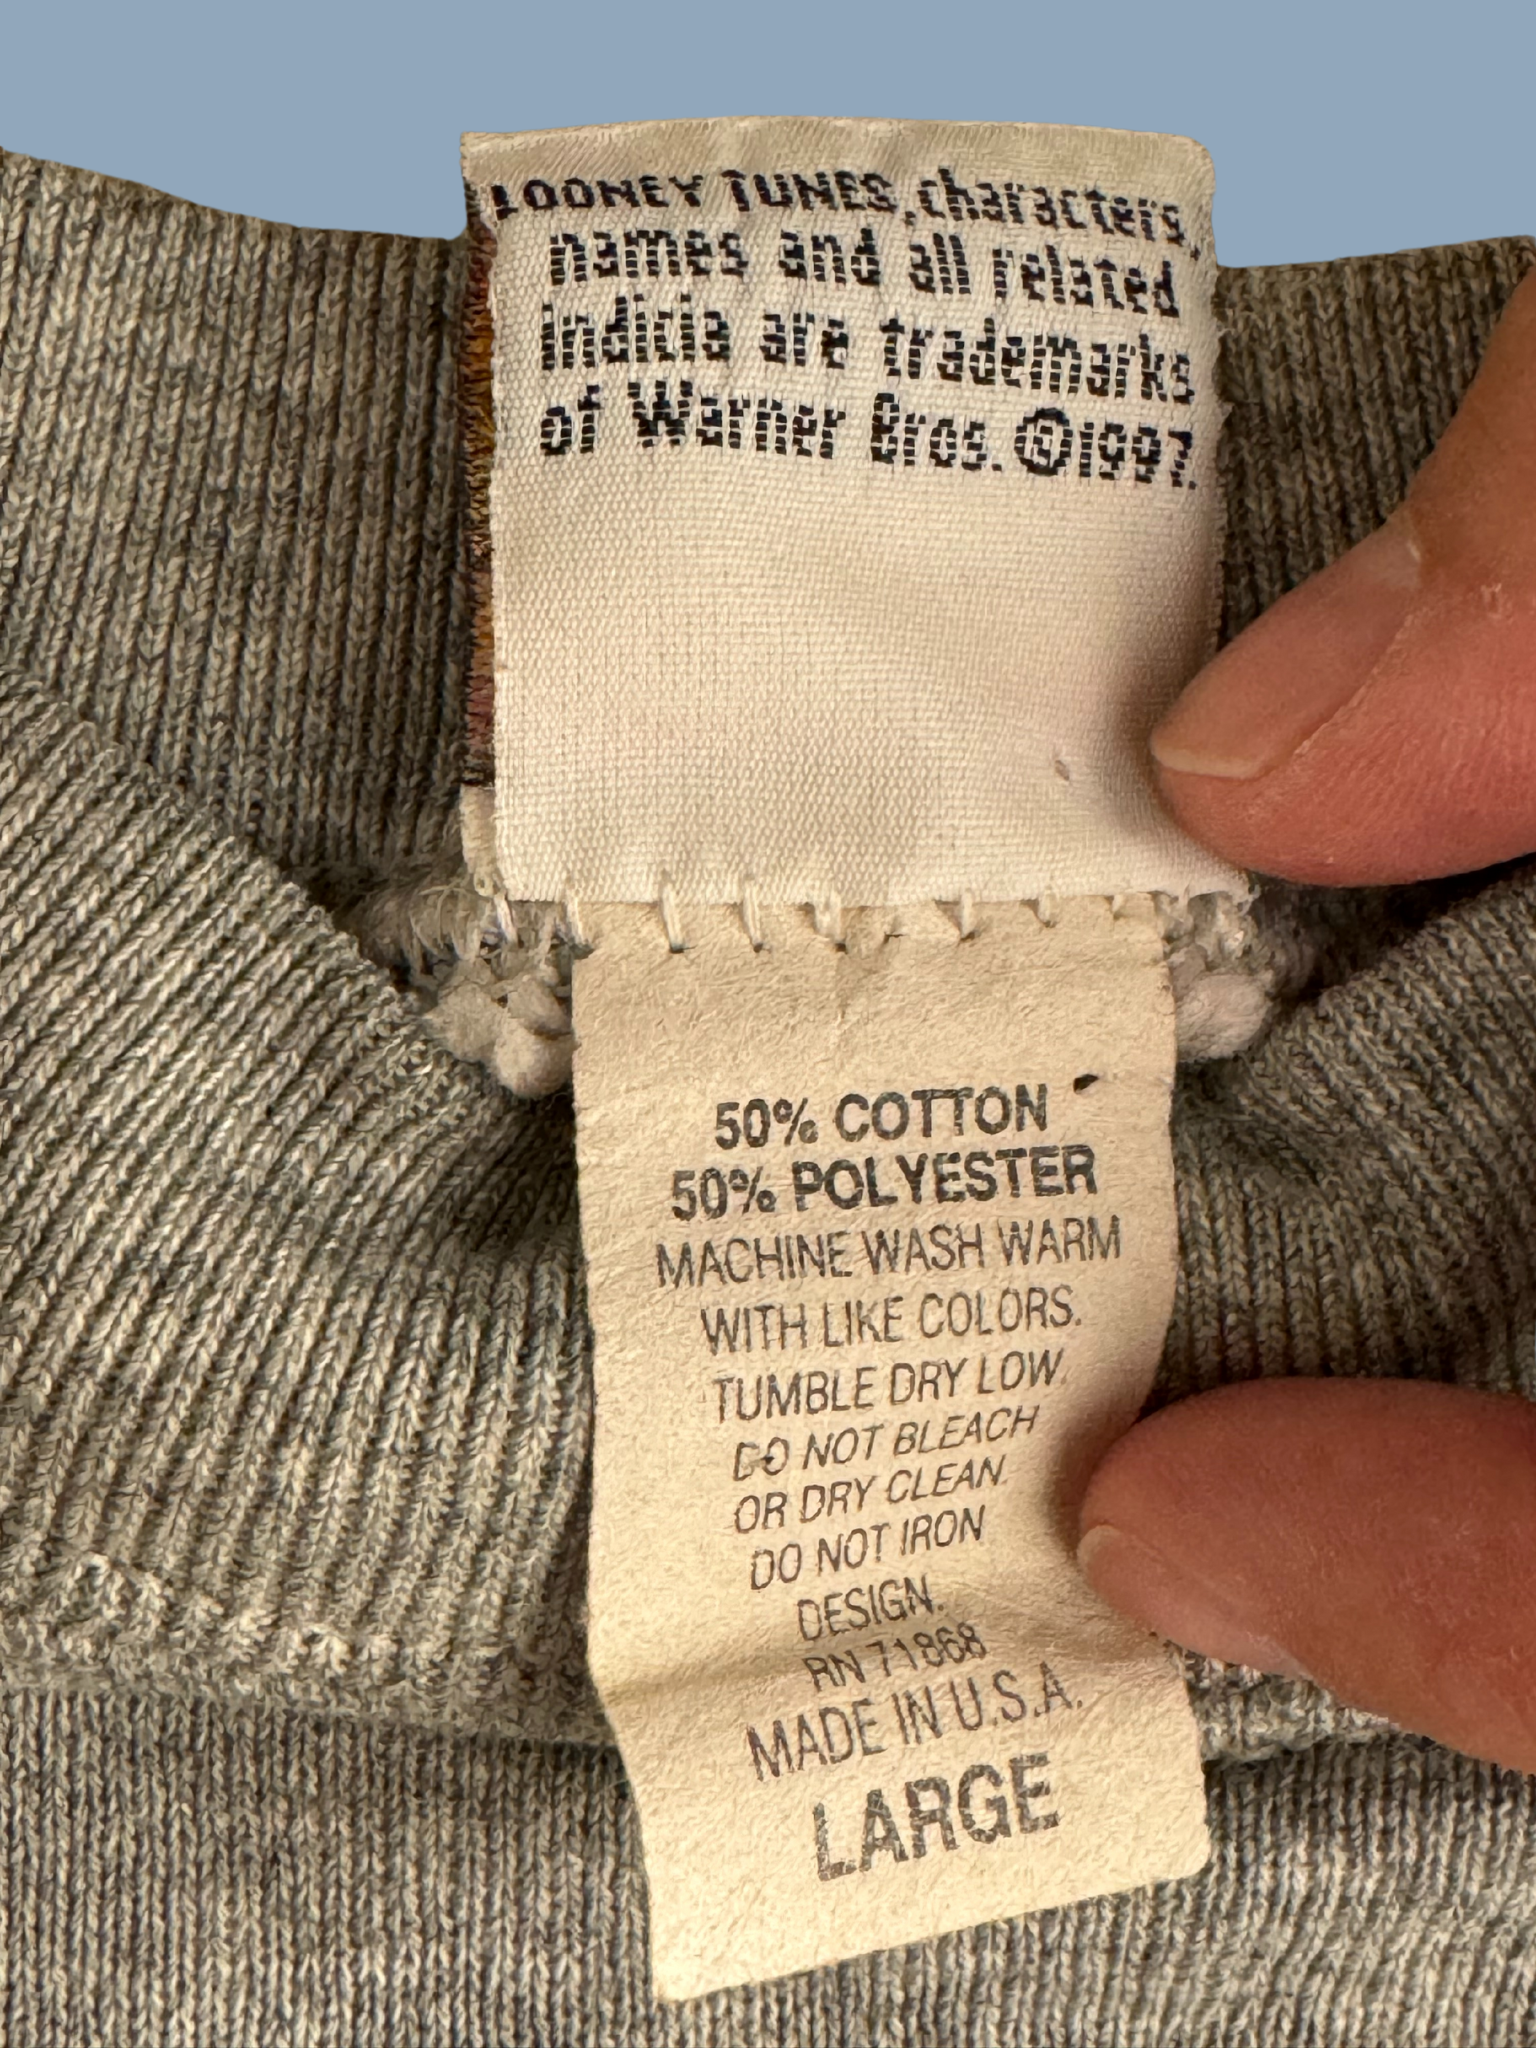 LOONEY TUNES, characters,
names and all related
indicia are trademarks
of Warner Bros. ©1997.
50% COTTON
50% POLYESTER
MACHINE WASH WARM
WITH LIKE COLORS.
TUMBLE DRY LOW.
DO NOT BLEACH
OR DRY CLEAN.
DO NOT IRON
DESIGN.
RN 71868
MADE IN U.S.A.
LARGE